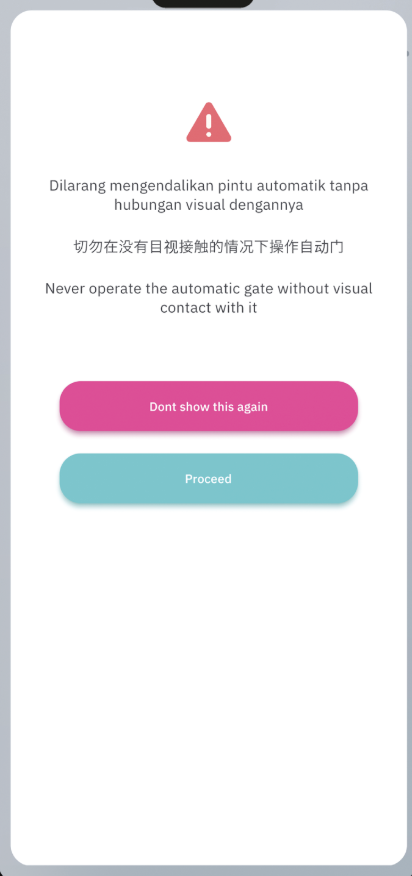 Dilarang mengendalikan pintu automatik tanpa
hubungan visual dengannya
切勿在没有目视接触的情况下操作自动门
Never operate the automatic gate without visual
contact with it
Dont show this again
Proceed